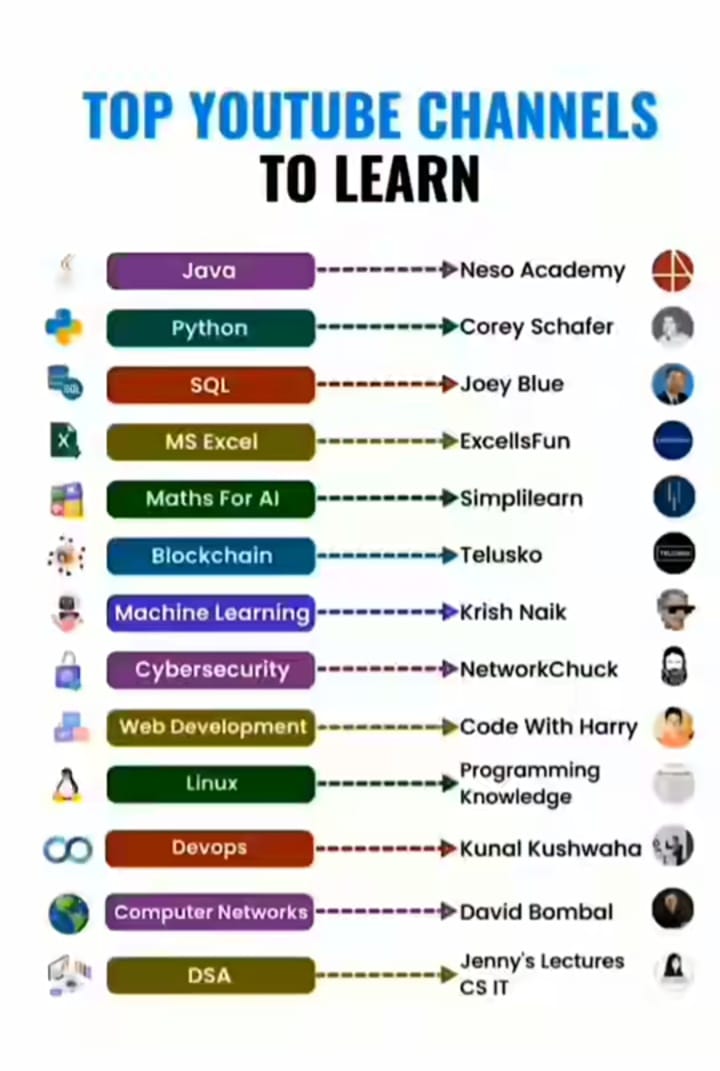 TOP YOUTUBE CHANNELS
TO LEARN
Java Neso Academy
Python Corey Schafer
SQL Joey Blue
MS Excel ExcelIsFun
Maths For AI Simplilearn
Blockchain Telusko
Machine Learning Krish Naik
Cybersecurity NetworkChuck
Web Development Code With Harry
Linux Programming
Knowledge
Devops Kunal Kushwaha
Computer Networks David Bombal
DSA Jenny's Lectures
CS IT